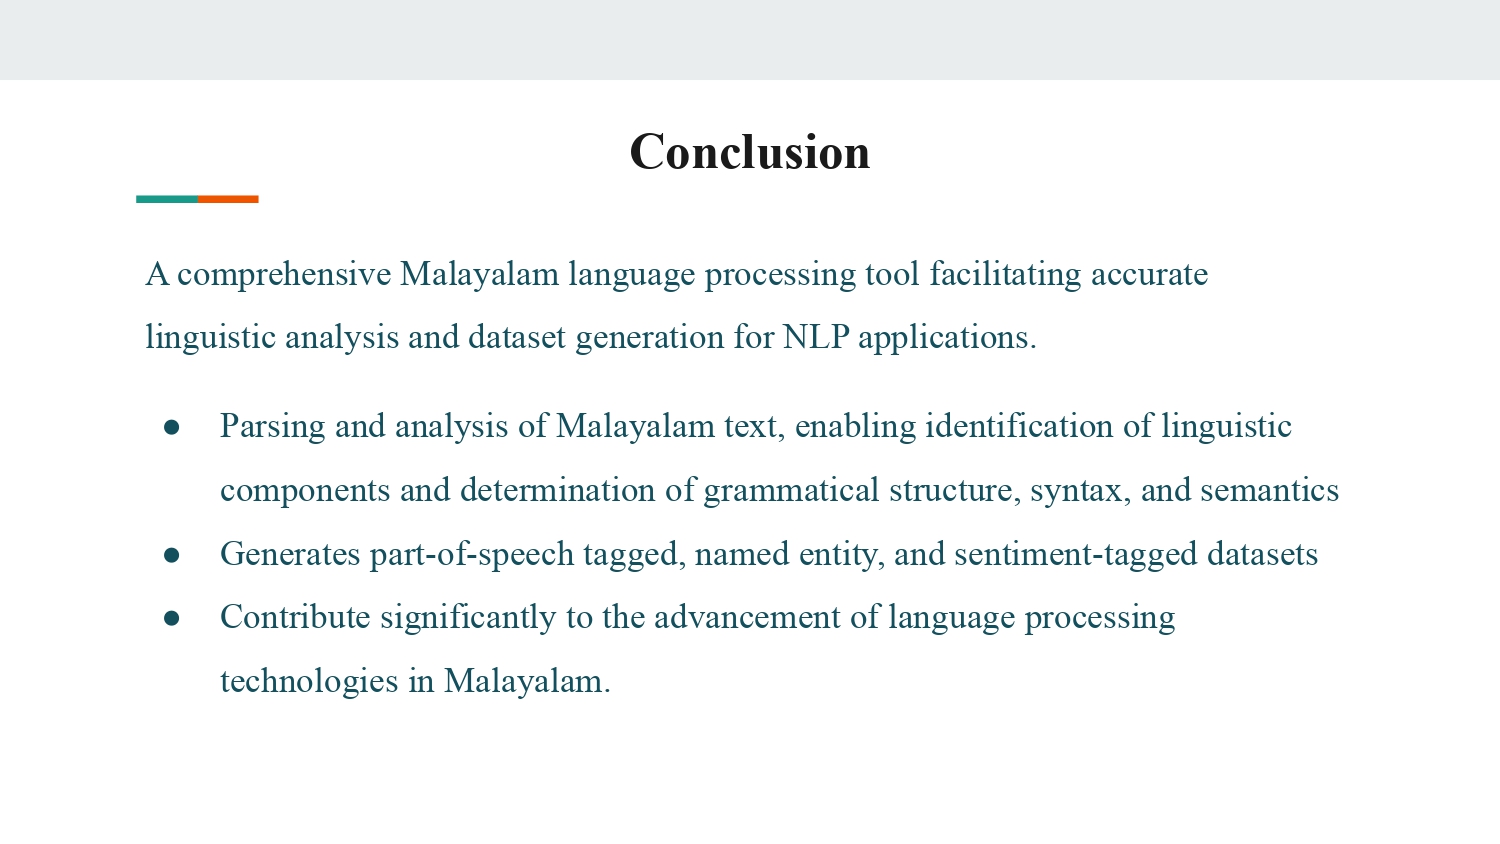 Conclusion
A comprehensive Malayalam language processing tool facilitating accurate
linguistic analysis and dataset generation for NLP applications.
● Parsing and analysis of Malayalam text, enabling identification of linguistic
components and determination of grammatical structure, syntax, and semantics
● Generates part-of-speech tagged, named entity, and sentiment-tagged datasets
● Contribute significantly to the advancement of language processing
technologies in Malayalam.